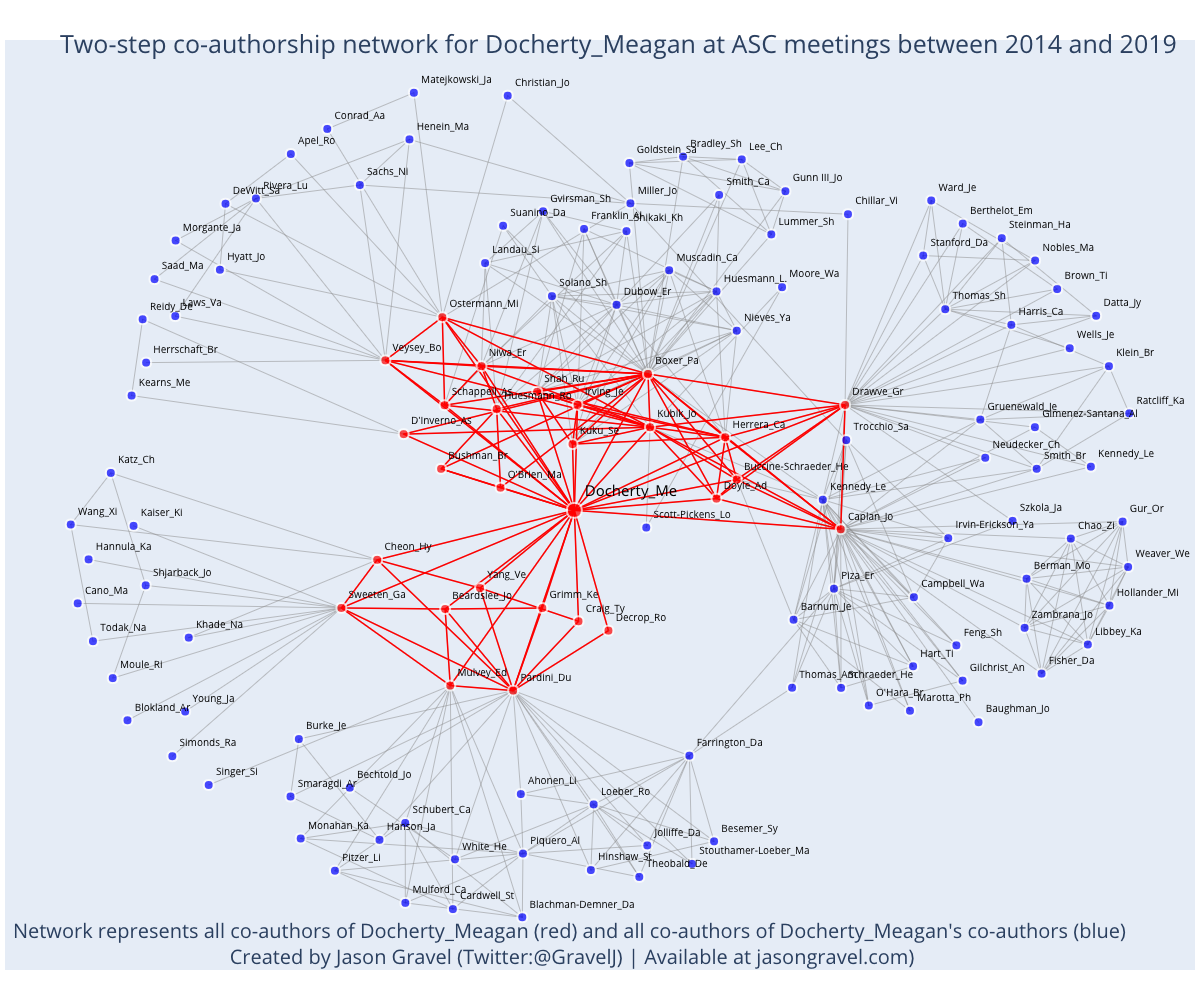 Two-step co-authorship network for Docherty_Meagan at ASC meetings between 2014 and 2019
Matejkowski_Ja
Christian_Jo
Conrad_Aa
Henein_Ma
Apel_Ro
Bradley_Sh
Lee_Ch
Goldstein_Sa
Sachs_Ni
Smith_Ca
Gunn III_Jo
Rivera_Lu
DeWitt_Sa
Miller_Jo
Ward_Je
Gvirsman_Sh
Chillar_Vi
Berthelot_Em
Suanino_Da
Franklin_Al
Shikaki_Kh
Lummer_Sh
Steinman_Ha
Morgante_Ja
Stanford_Da
Landau_Si
Nobles_Ma
Hyatt_Jo
Muscadin_Ca
Saad_Ma
Solano_Sh
Dubow_Er
Huesmann_L.
Moore_Wa
Brown_Ti
Thomas_Sh
Ostermann_Mi
Reidy_De
Laws_Va
Datta_Jy
Harris_Ca
Nieves_Ya
Wells_Je
Veysey_Bo
Niwa_Er
Herrschaft_Br
Boxer_Pa
Klein_Br
Kearns_Me
Shah_Ru
Schappell_As
Huesmann_Ro
Irving_Je
Drawve_Gr
Ratcliff_Ka
Gruenewald_Je
Gimenez-Santana_Al
D'Inverno_As
Kubik_Jo
Kuku_Se
Herrera_Ca
Trocchio_Sa
Neudecker_Ch
Smith_Br
Kennedy_Le
Katz_Ch
Bushman_Br
O'Brien_Ma
Buccine-Schraeder_He
Doyle_Ad
Docherty_Me
Kennedy_Le
Wang_Xi
Kaiser_Ki
Scott-Pickens_Lo
Caplan_Jo
Szkola_Ja
Gur_Or
Irvin-Erickson_Ya
Chao_Zi
Hannula_Ka
Cheon_Hy
Weaver_We
Shjarback_Jo
Yang_Ve
Piza_Er
Berman_Mo
Cano_Ma
Sweeten_Ga
Beardslee_Jo
Grimm_Ke
Campbell_Wa
Hollander_Mi
Craig_Ty
Decrop_Ro
Barnum_Je
Zambrana_Jo
Todak_Na
Khade_Na
Feng_Sh
Libbey_Ka
Moule_Ri
Mulvey_Ed
Pardini_Du
Thomas_Am
Schraeder_He
Hart_Ti
Gilchrist_An
Fisher_Da
O'Hara_Br
Marotta_Ph
Blokland_Ar
Young_Ja
Baughman_Jo
Simonds_Ra
Burke_Je
Farrington_Da
Singer_Si
Smaragdi_Ar
Bechtold_Jo
Ahonen_Li
Loeber_Ro
Schubert_Ca
Monahan_Ka
Hanson_Ja
Jolliffe_Da
Besemer_Sy
White_He
Piquero_Al
Stouthamer-Loeber_Ma
Pitzer_Li
Hinshaw_St
Theobald_De
Mulford_Ca
Cardwell_St
Blachman-Demner_Da
Network represents all co-authors of Docherty_Meagan (red) and all co-authors of Docherty_Meagan's co-authors (blue)
Created by Jason Gravel (Twitter:@GravelJ) | Available at jasongravel.com)